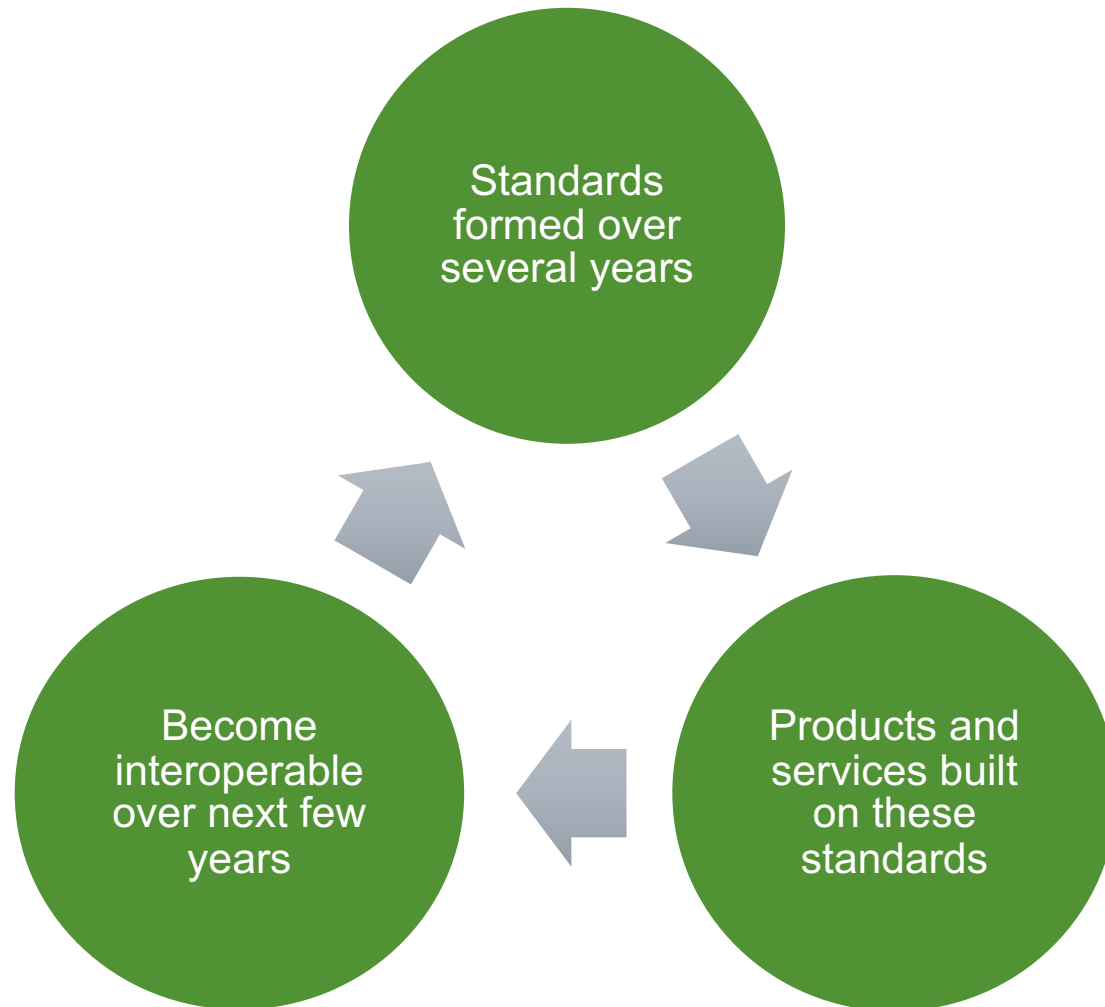 Standards
formed over
several years
Products and
services built
on these
standards
Become
interoperable
over next few
years